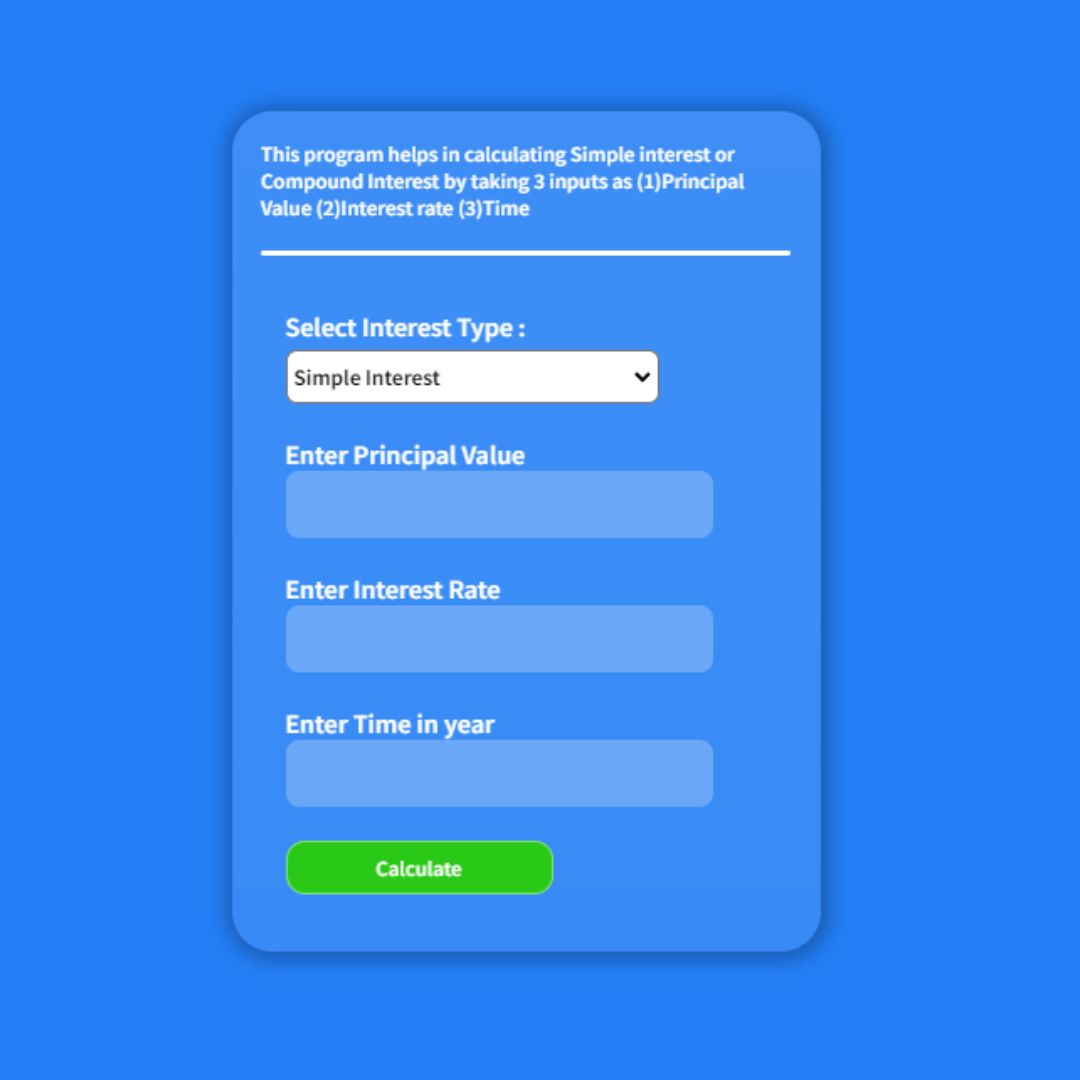 This program helps in calculating Simple interest or
Compound Interest by taking 3 inputs as (1)Principal
Value (2)Interest rate (3)Time
Select Interest Type :
Simple Interest
Enter Principal Value
Enter Interest Rate
Enter Time in year
Calculate